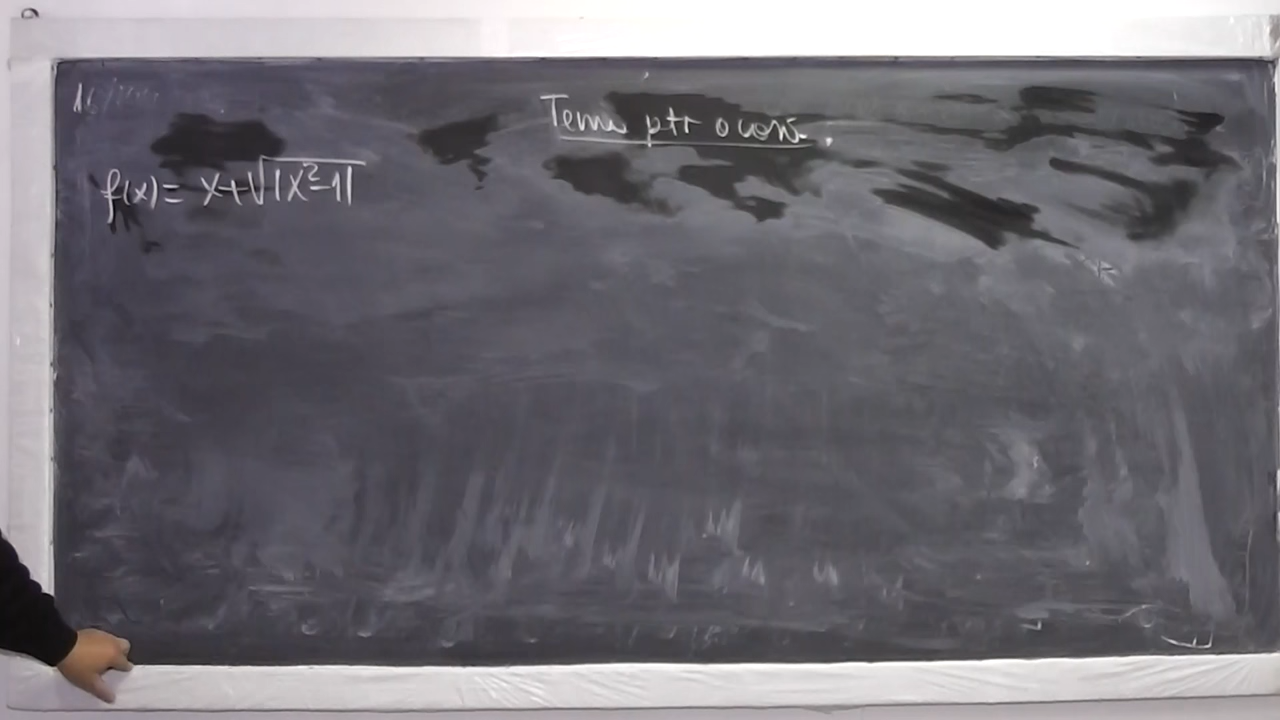 Temă ptr acasă.
f(x)= x+√|x²-1|